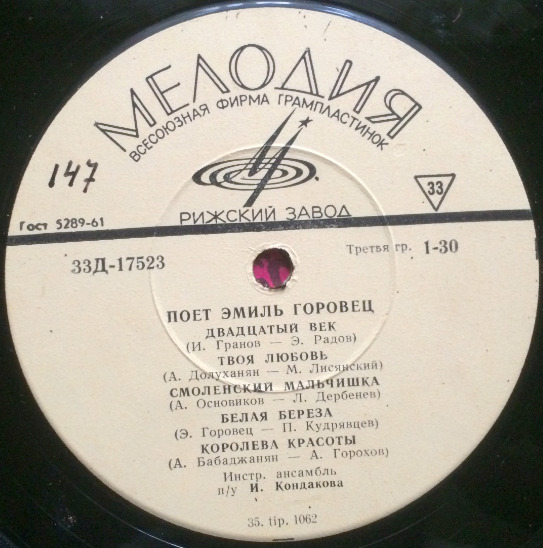 МЕЛОДИЯ
ВСЕСОЮЗНАЯ ФИРМА ГРАМПЛАСТИНОК
147
33
РИЖСКИЙ ЗАВОД
Гост 5289-61
33Д-17523
Третья гр. 1-30
ПОЕТ ЭМИЛЬ ГОРОВЕЦ
ДВАДЦАТЫЙ ВЕК
(И. Гранов — Э. Радов)
ТВОЯ ЛЮБОВЬ
(А. Долуханян — М. Лисянский)
СМОЛЕНСКИЙ МАЛЬЧИШКА
(А. Основиков — Л. Дербенев)
БЕЛАЯ БЕРЕЗА
(Э. Горовец — П. Кудрявцев)
КОРОЛЕВА КРАСОТЫ
(А. Бабаджанян — А. Горохов)
Инстр. ансамбль
п/у И. Кондакова
35. tip. 1062